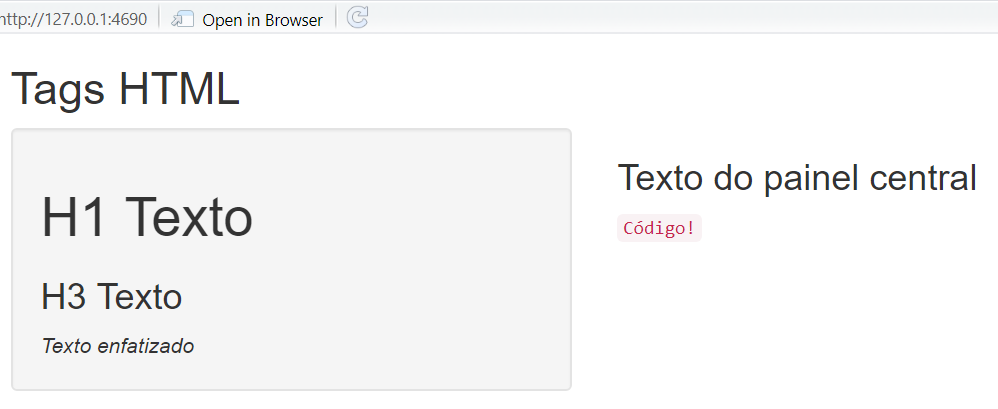 http://127.0.0.1:4690 Open in Browser
Tags HTML
H1 Texto
H3 Texto
Texto enfatizado
Texto do painel central
Código!